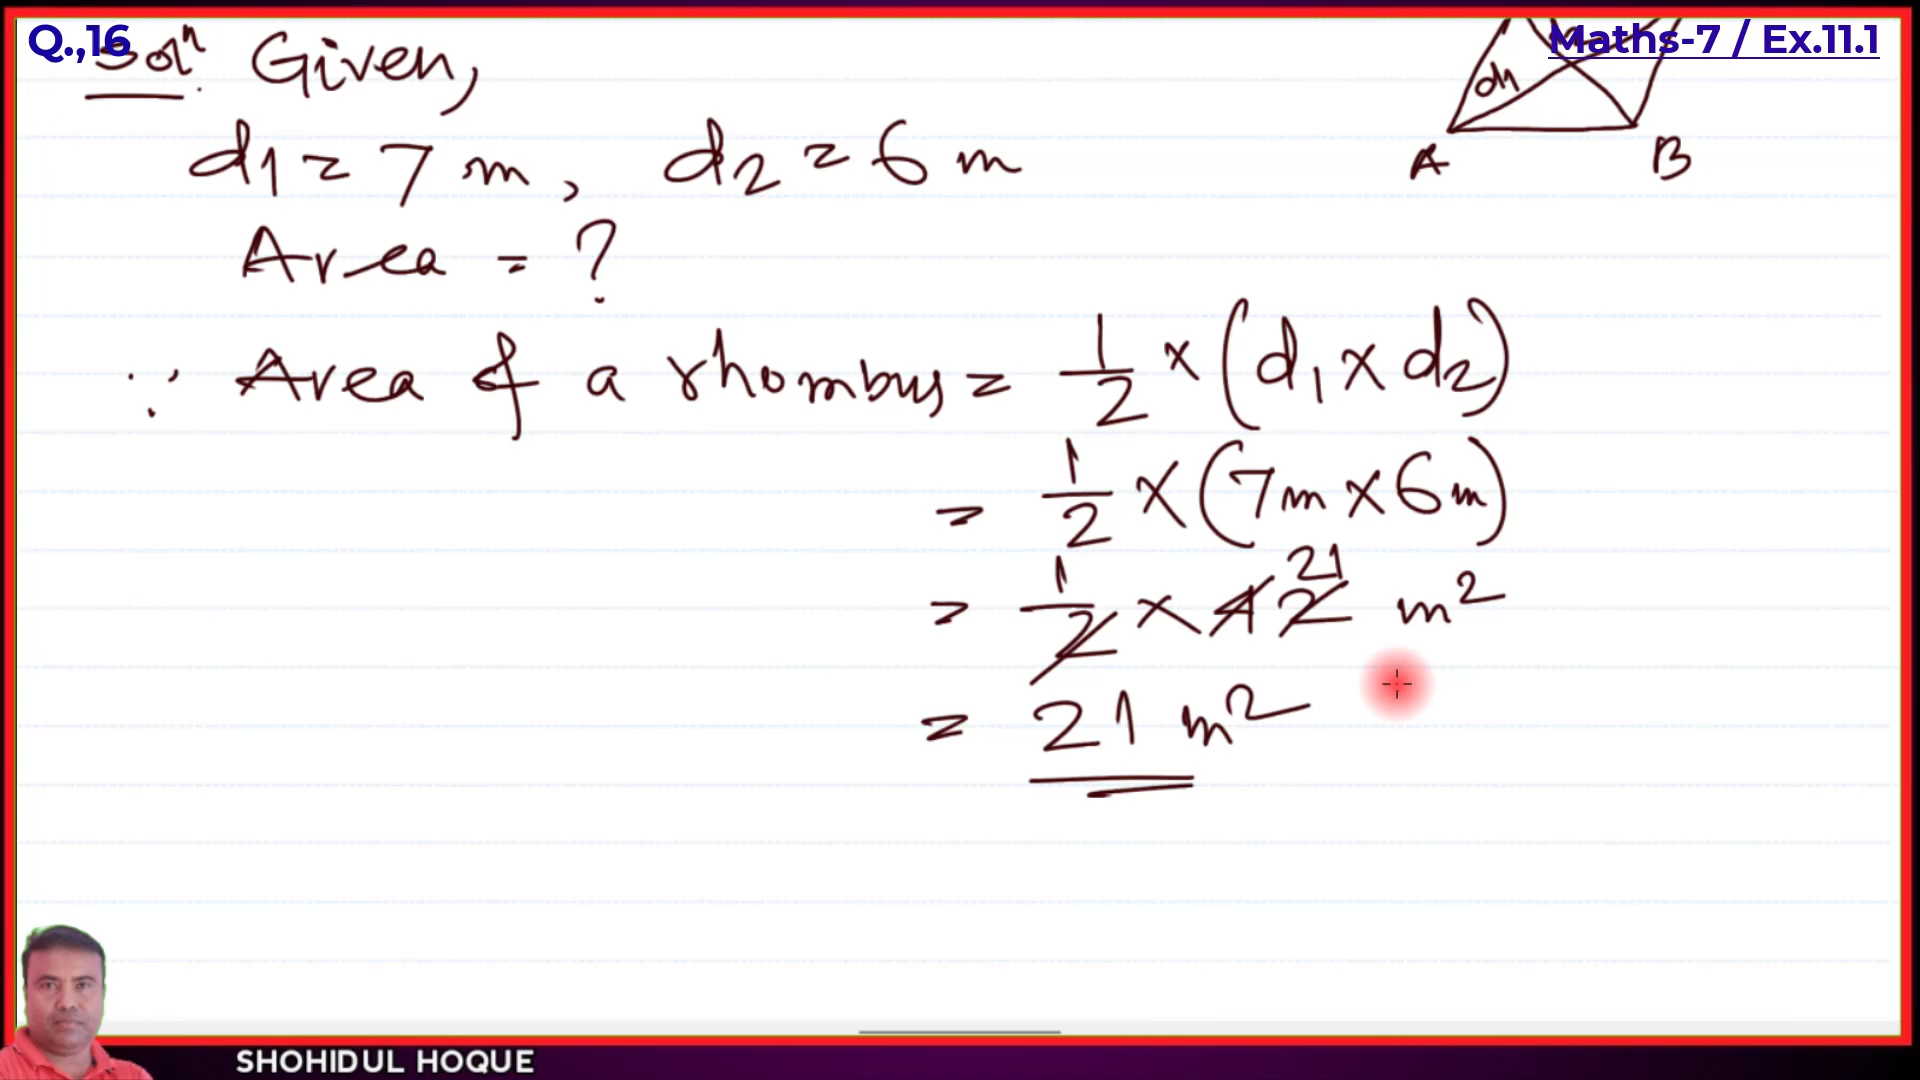 Q.,16
Maths-7 / Ex.11.1
Solⁿ. Given,
d1
A B
d₁ = 7 m, d₂ = 6 m
Area = ?
∵ Area of a rhombus = 1/2 × (d₁ × d₂)
= 1/2 × (7m × 6m)
21
= 1/2 × 42 m²
= 21 m²
SHOHIDUL HOQUE